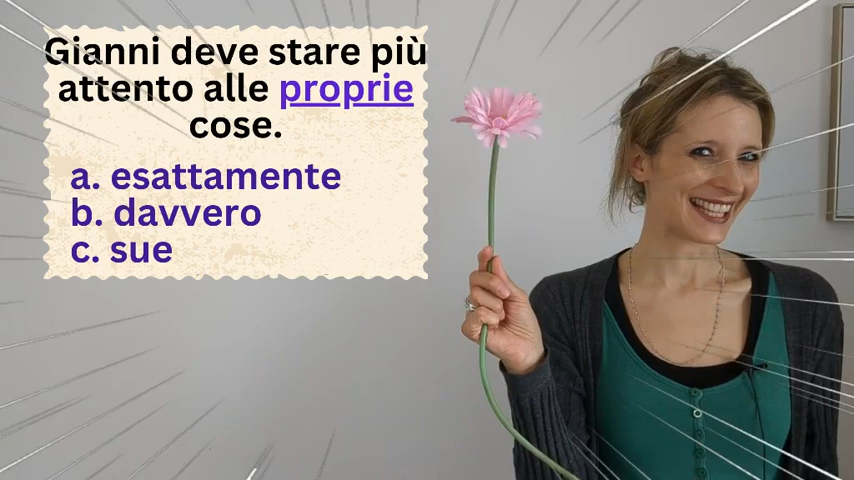 Gianni deve stare più
attento alle proprie
cose.
a. esattamente
b. davvero
c. sue